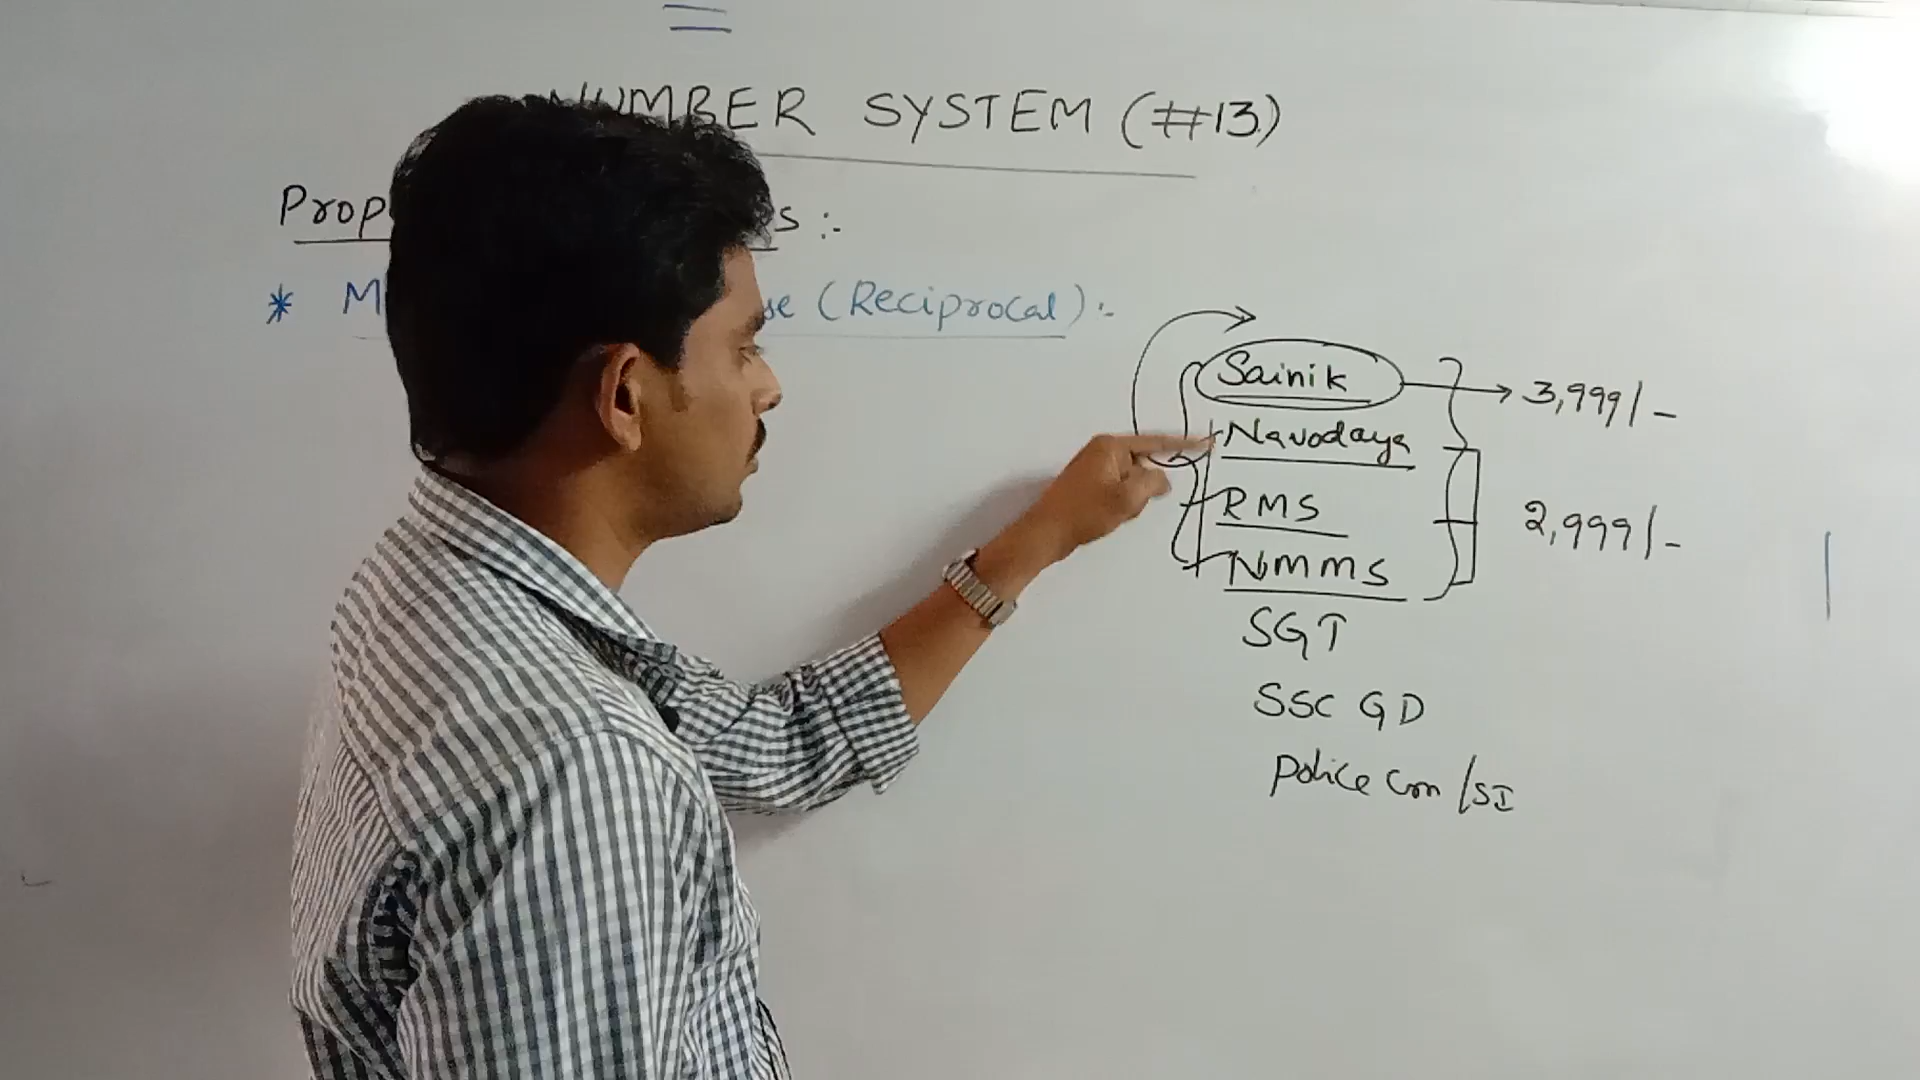 NUMBER SYSTEM (#13)
Prop s :-
* M se (Reciprocal) :-
Sainik → 3,999/-
Navodaya
RMS 2,999/-
NMMS
SGT
SSC GD
Police Con /SI